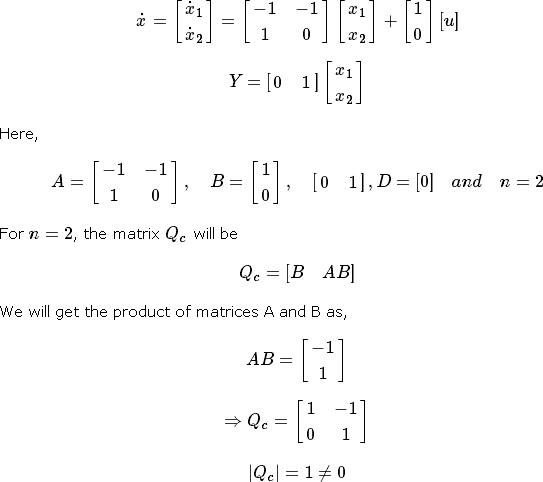 ẋ = [ẋ₁ ẋ₂] = [−1 −1; 1 0] [x₁ x₂] + [1 0] [u]
Y = [0 1] [x₁ x₂]
Here,
A = [−1 −1; 1 0], B = [1 0], [0 1], D = [0] and n = 2
For n = 2, the matrix Q_c will be
Q_c = [B AB]
We will get the product of matrices A and B as,
AB = [−1 1]
⇒ Q_c = [1 −1; 0 1]
|Q_c| = 1 ≠ 0